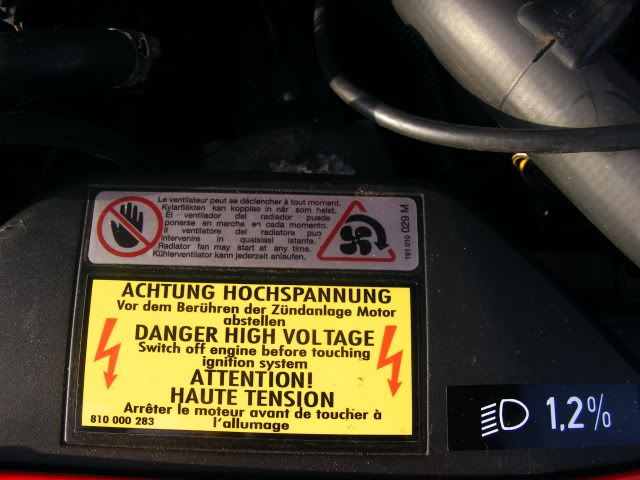 Le ventilateur peut se déclencher à tout moment.
Kylarfläkten kan kopplas in när som helst.
El ventilador del radiador puede
ponerse en marcha en cada momento.
Il ventilatore del radiatore puo
intervenire in qualsiasi istante.
Radiator fan may start at any time.
Kühlerventilator kann jederzeit anlaufen.
191 010 029 M
ACHTUNG HOCHSPANNUNG
Vor dem Berühren der Zündanlage Motor
abstellen
DANGER HIGH VOLTAGE
Switch off engine before touching
ignition system
ATTENTION!
HAUTE TENSION
Arrêter le moteur avant de toucher à
l'allumage
810 000 283
1,2%